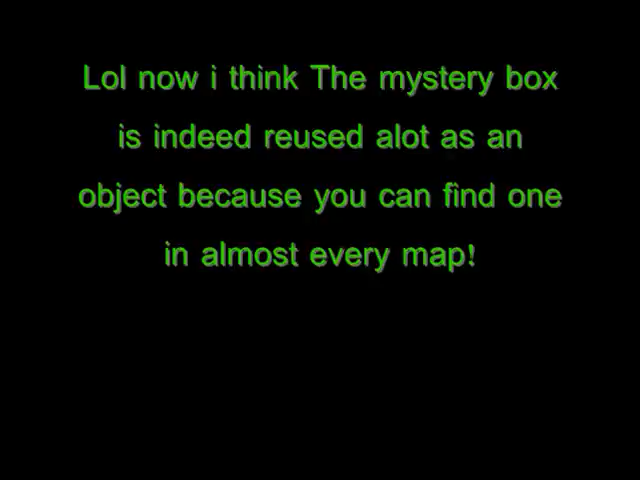 Lol now i think The mystery box
is indeed reused alot as an
object because you can find one
in almost every map!